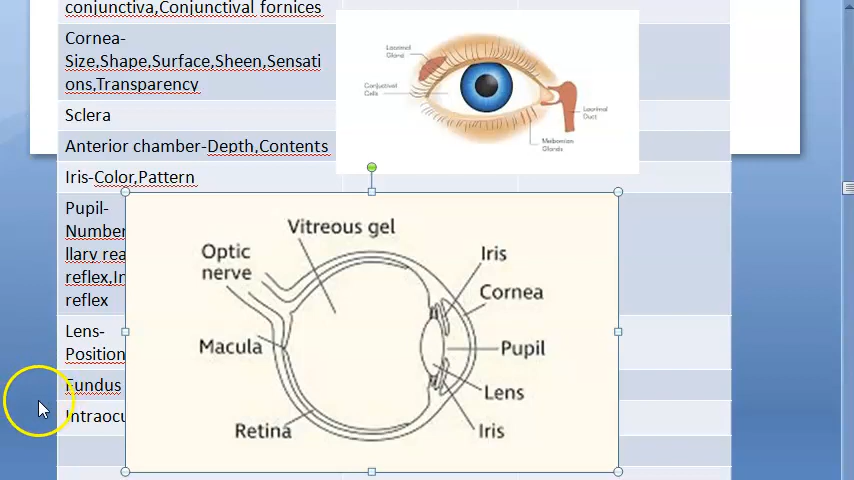 conjunctiva,Conjunctival fornices
Cornea-
Size,Shape,Surface,Sheen,Sensati
ons,Transparency
Sclera
Anterior chamber-Depth,Contents
Iris-Color,Pattern
Pupil-
Number
llary rea
reflex,In
reflex
Lens-
Position
Fundus
Intraocu
Lacrimal
Gland
Conjuctival
Cells
Lacrimal
Duct
Meibomian
Glands
Vitreous gel
Optic
nerve
Iris
Cornea
Macula
Pupil
Lens
Retina
Iris